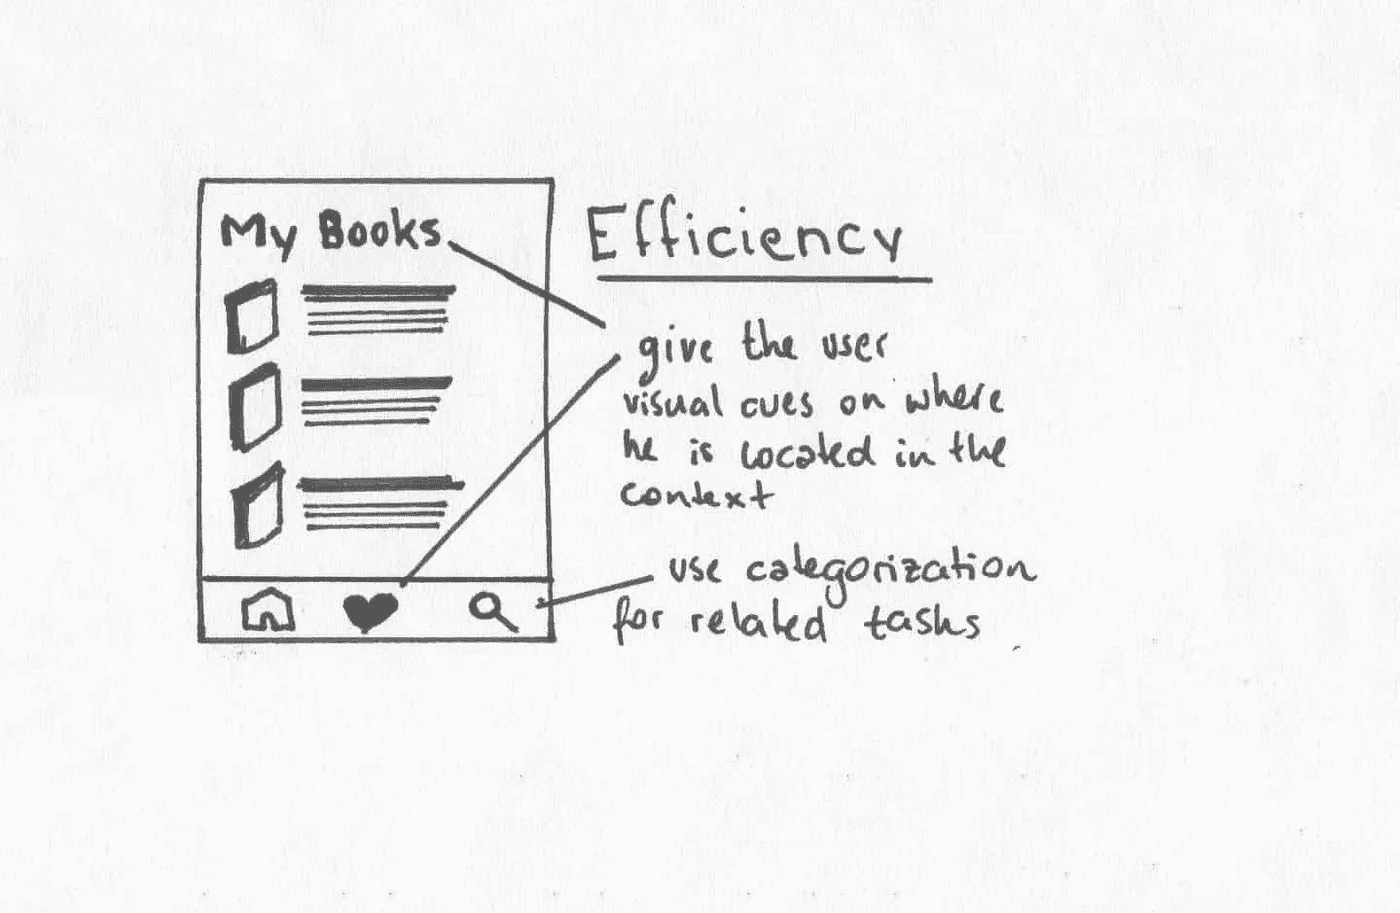 My Books
Efficiency
give the user
visual cues on where
he is located in the
context
use categorization
for related tasks